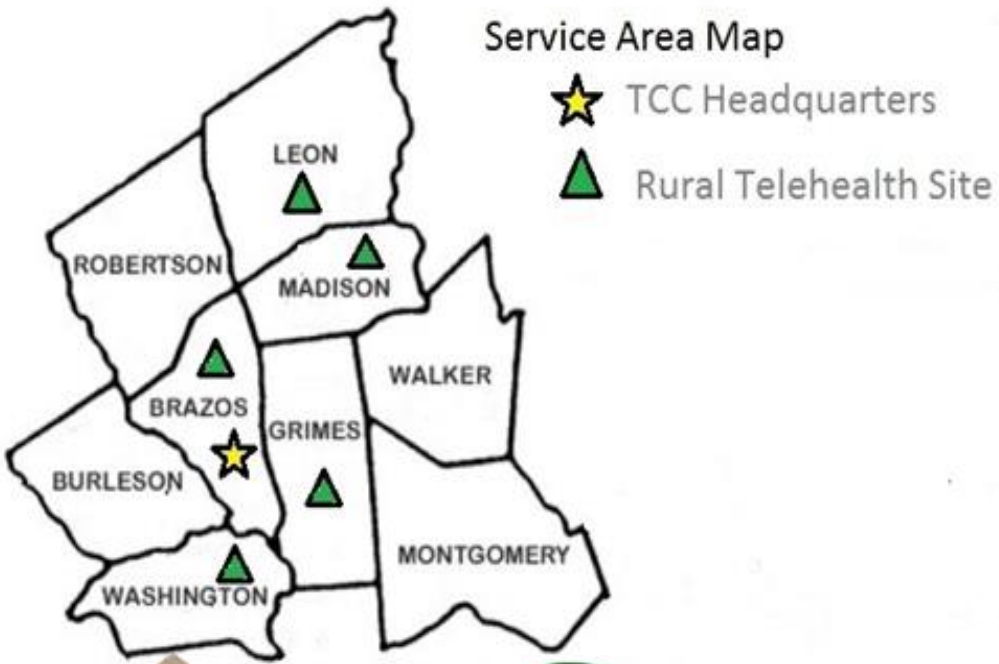 Service Area Map
TCC Headquarters
Rural Telehealth Site
LEON
ROBERTSON
MADISON
WALKER
BRAZOS
GRIMES
BURLESON
MONTGOMERY
WASHINGTON